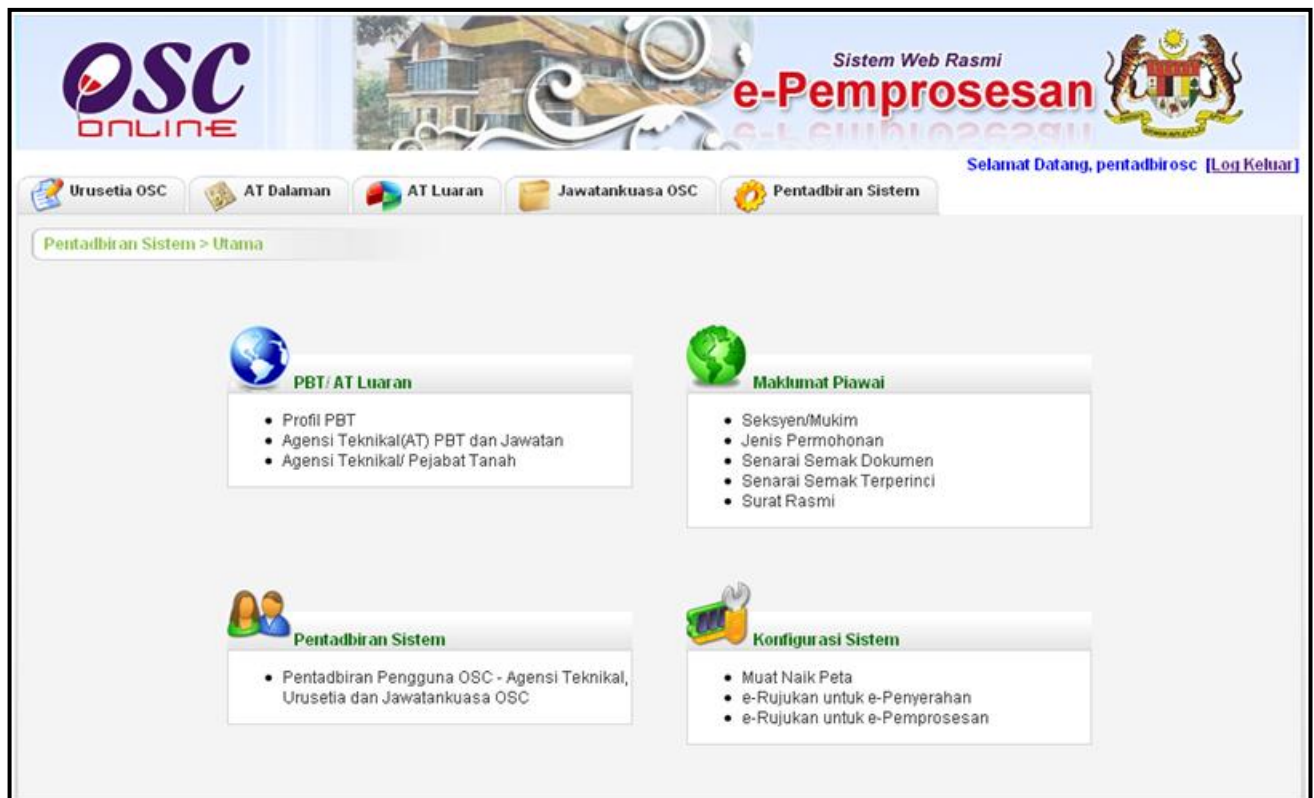 OSC
ONLINE
Sistem Web Rasmi
e-Pemprosesan
Selamat Datang, pentadbirosc [Log Keluar]
Urusetia OSC
AT Dalaman
AT Luaran
Jawatankuasa OSC
Pentadbiran Sistem
Pentadbiran Sistem > Utama
PBT/ AT Luaran
• Profil PBT
• Agensi Teknikal(AT) PBT dan Jawatan
• Agensi Teknikal/ Pejabat Tanah
Maklumat Piawai
• Seksyen/Mukim
• Jenis Permohonan
• Senarai Semak Dokumen
• Senarai Semak Terperinci
• Surat Rasmi
Pentadbiran Sistem
• Pentadbiran Pengguna OSC - Agensi Teknikal,
Urusetia dan Jawatankuasa OSC
Konfigurasi Sistem
• Muat Naik Peta
• e-Rujukan untuk e-Penyerahan
• e-Rujukan untuk e-Pemprosesan